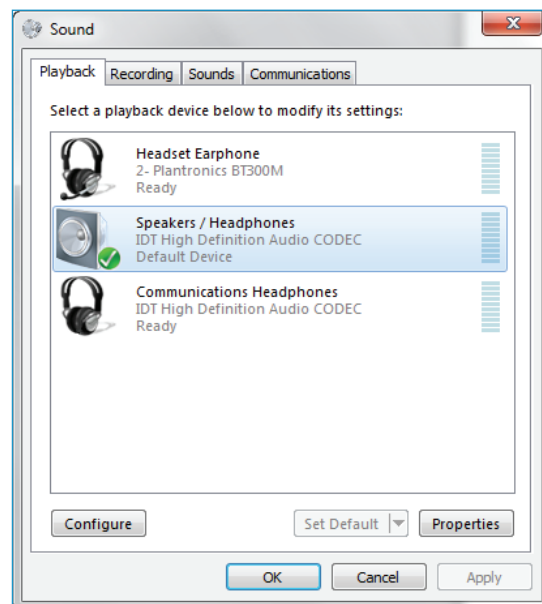 Sound
Playback Recording Sounds Communications
Select a playback device below to modify its settings:
Headset Earphone
2- Plantronics BT300M
Ready
Speakers / Headphones
IDT High Definition Audio CODEC
Default Device
Communications Headphones
IDT High Definition Audio CODEC
Ready
Configure Set Default Properties
OK Cancel Apply